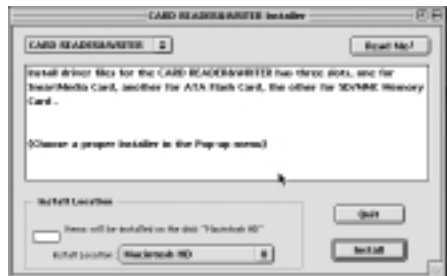 CARD READER&WRITER Installer
CARD READER&WRITER
Read Me!
Install driver files for the CARD READER&WRITER has three slots, one for
SmartMedia Card, another for ATA Flash Card, the other for SD/MMC Memory
Card.
(Choose a proper installer in the Pop-up menu)
Install Location
Items will be installed on the disk "Macintosh HD"
Quit
Install Location: Macintosh HD
Install